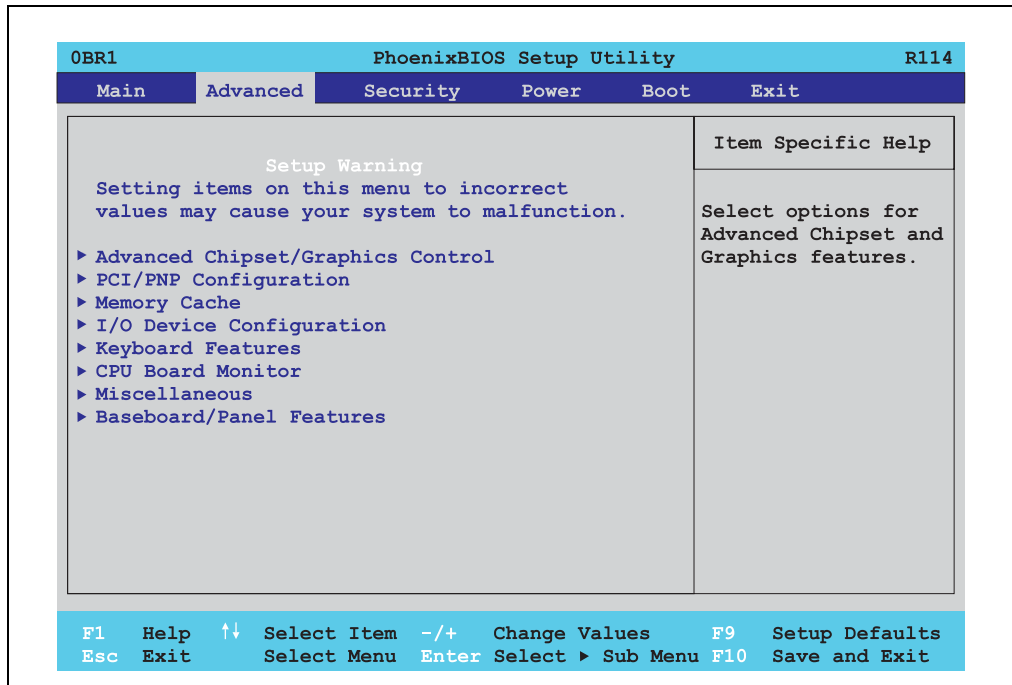 0BR1 PhoenixBIOS Setup Utility R114
Main Advanced Security Power Boot Exit
Setup Warning
Setting items on this menu to incorrect
values may cause your system to malfunction.
▶ Advanced Chipset/Graphics Control
▶ PCI/PNP Configuration
▶ Memory Cache
▶ I/O Device Configuration
▶ Keyboard Features
▶ CPU Board Monitor
▶ Miscellaneous
▶ Baseboard/Panel Features
Item Specific Help
Select options for
Advanced Chipset and
Graphics features.
F1 Help ↑↓ Select Item -/+ Change Values F9 Setup Defaults
Esc Exit Select Menu Enter Select ▶ Sub Menu F10 Save and Exit